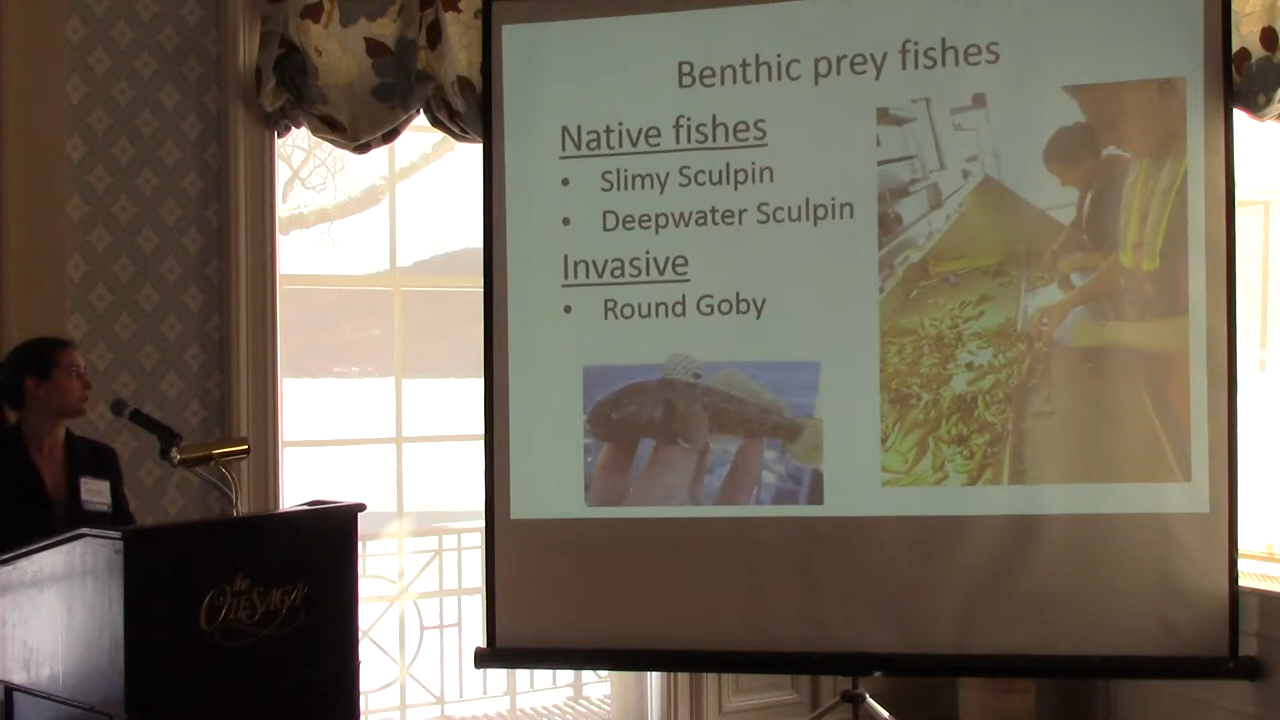 Benthic prey fishes
Native fishes
• Slimy Sculpin
• Deepwater Sculpin
Invasive
• Round Goby
the
OTESAGA